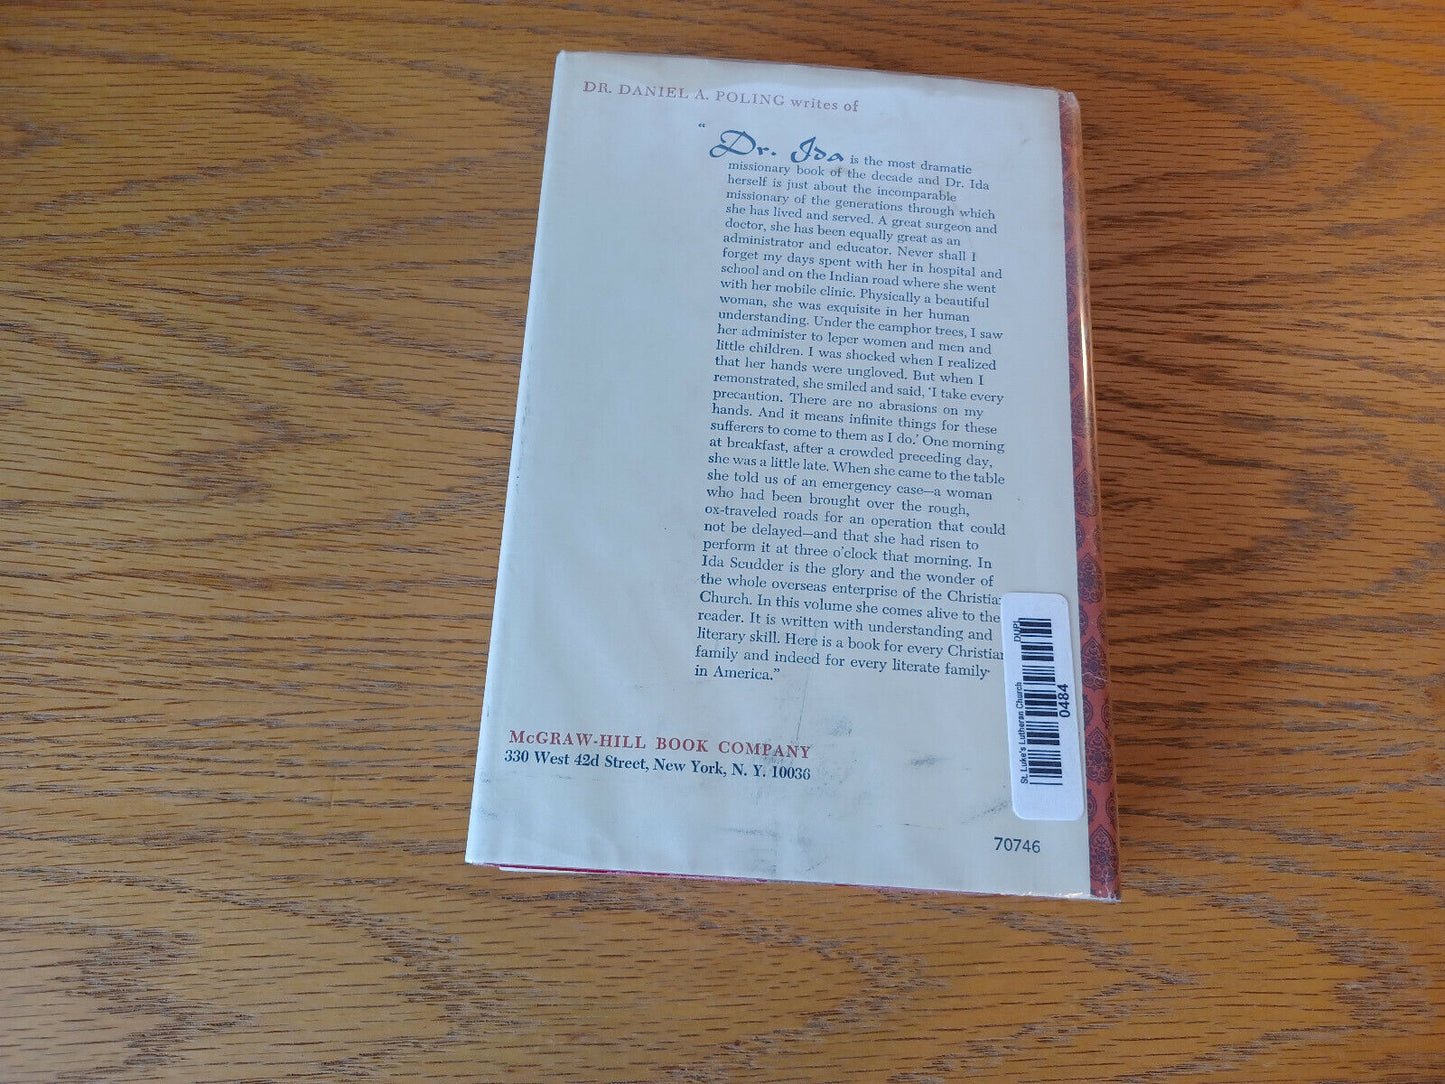 DR. DANIEL A. POLING writes of
“Dr. Ida is the most dramatic
missionary book of the decade and Dr. Ida
herself is just about the incomparable
missionary of the generations through which
she has lived and served. A great surgeon and
doctor, she has been equally great as an
administrator and educator. Never shall I
forget my days spent with her in hospital and
school and on the Indian road where she went
with her mobile clinic. Physically a beautiful
woman, she was exquisite in her human
understanding. Under the camphor trees, I saw
her administer to leper women and men and
little children. I was shocked when I realized
that her hands were ungloved. But when I
remonstrated, she smiled and said, ‘I take every
precaution. There are no abrasions on my
hands. And it means infinite things for these
sufferers to come to them as I do.’ One morning
at breakfast, after a crowded preceding day,
she was a little late. When she came to the table
she told us of an emergency case—a woman
who had been brought over the rough,
ox-traveled roads for an operation that could
not be delayed—and that she had risen to
perform it at three o’clock that morning. In
Ida Scudder is the glory and the wonder of
the whole overseas enterprise of the Christia
Church. In this volume she comes alive to the
reader. It is written with understanding and
literary skill. Here is a book for every Christian
family and indeed for every literate family
in America.”
McGRAW-HILL BOOK COMPANY
330 West 42d Street, New York, N. Y. 10036
St. Luke's Lutheran Church
DUPL
0484
70746